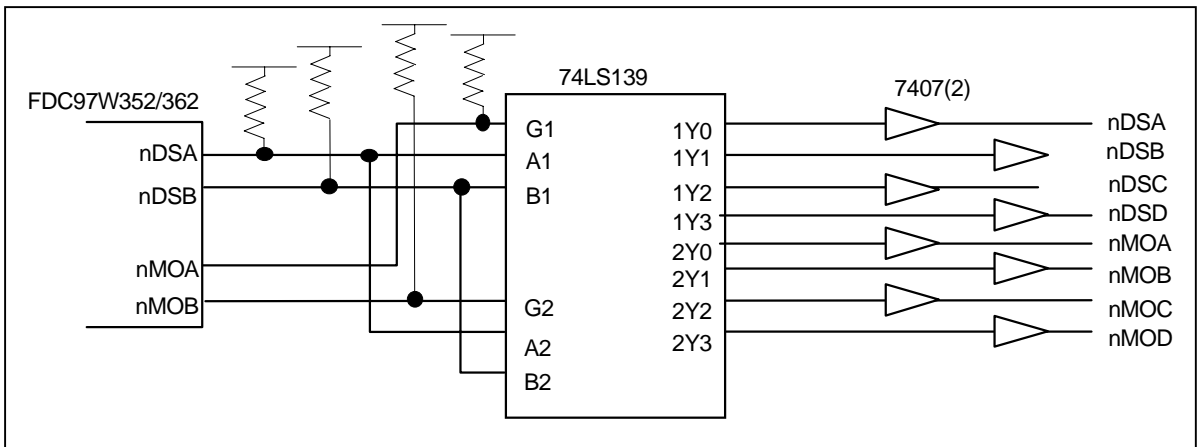 FDC97W352/362
nDSA
nDSB
nMOA
nMOB
74LS139
G1
A1
B1
G2
A2
B2
1Y0
1Y1
1Y2
1Y3
2Y0
2Y1
2Y2
2Y3
7407(2)
nDSA
nDSB
nDSC
nDSD
nMOA
nMOB
nMOC
nMOD